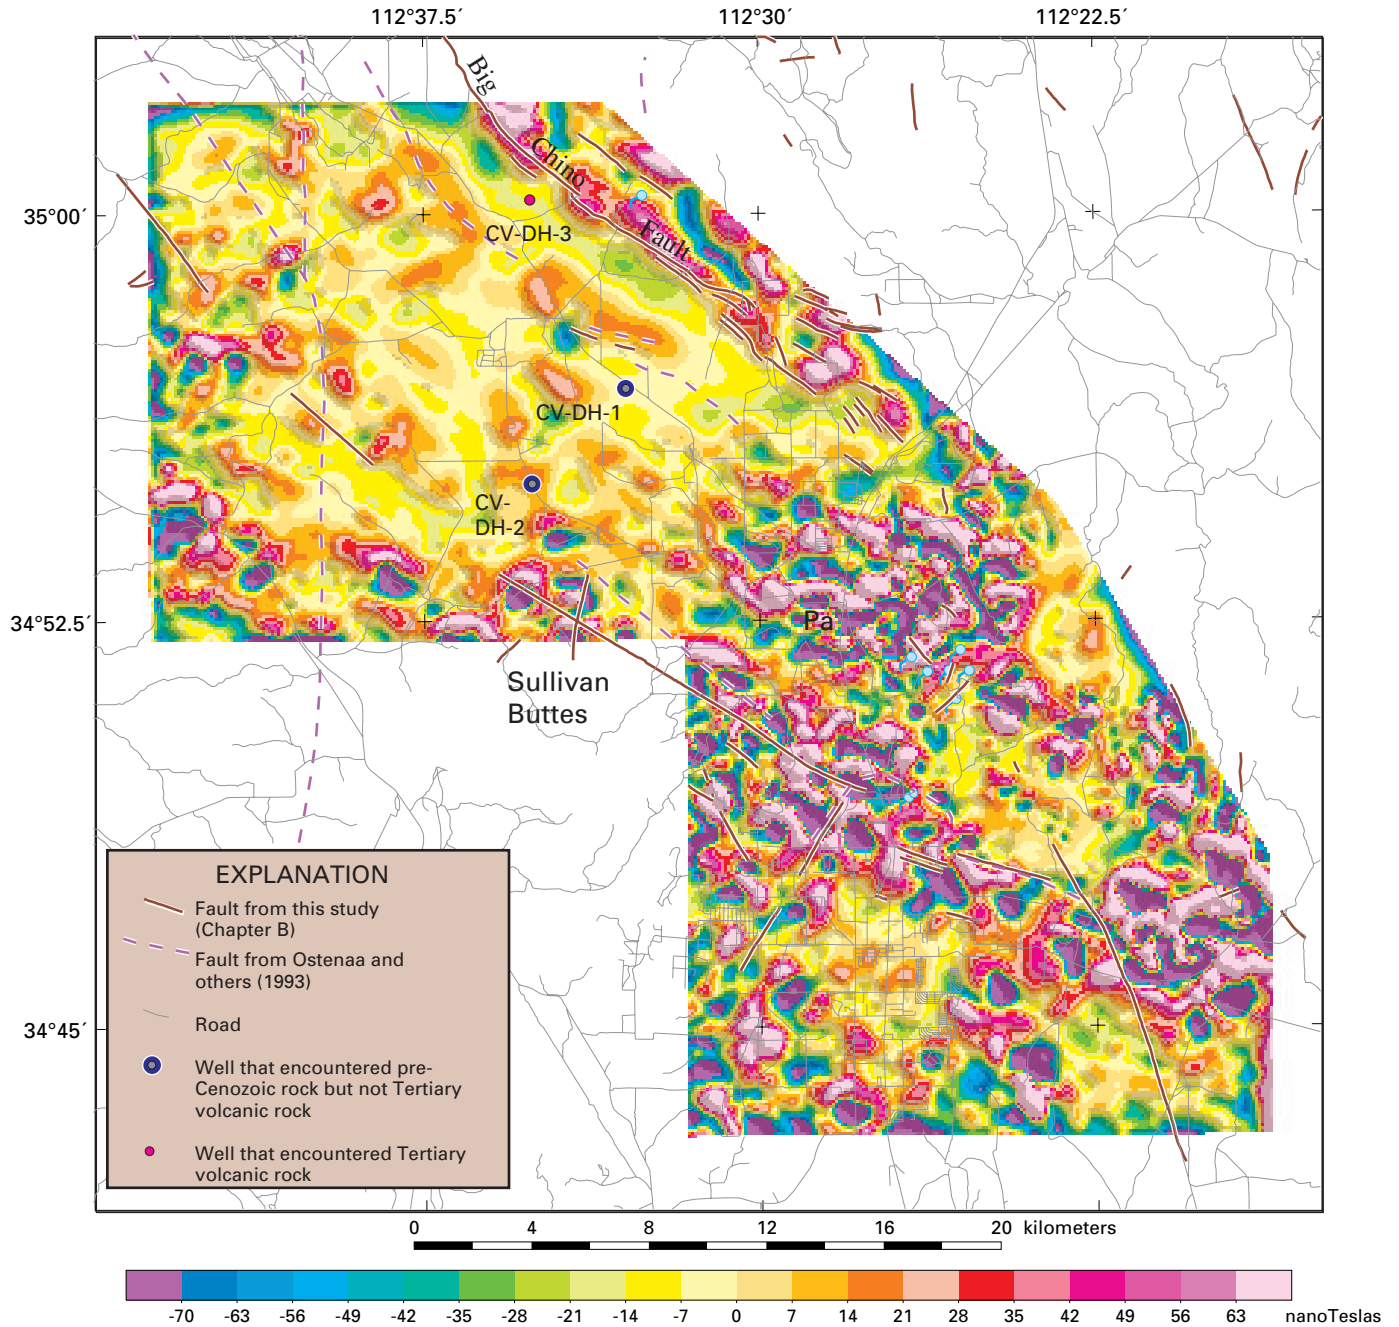 112°37.5´ 112°30´ 112°22.5´
Big
Chino
Fault
35°00´
CV-DH-3
CV-DH-1
CV-
DH-2
34°52.5´
Pa
Sullivan
Buttes
34°45´
EXPLANATION
Fault from this study
(Chapter B)
Fault from Ostenaa and
others (1993)
Road
Well that encountered pre-
Cenozoic rock but not Tertiary
volcanic rock
Well that encountered Tertiary
volcanic rock
0 4 8 12 16 20 kilometers
-70 -63 -56 -49 -42 -35 -28 -21 -14 -7 0 7 14 21 28 35 42 49 56 63 nanoTeslas